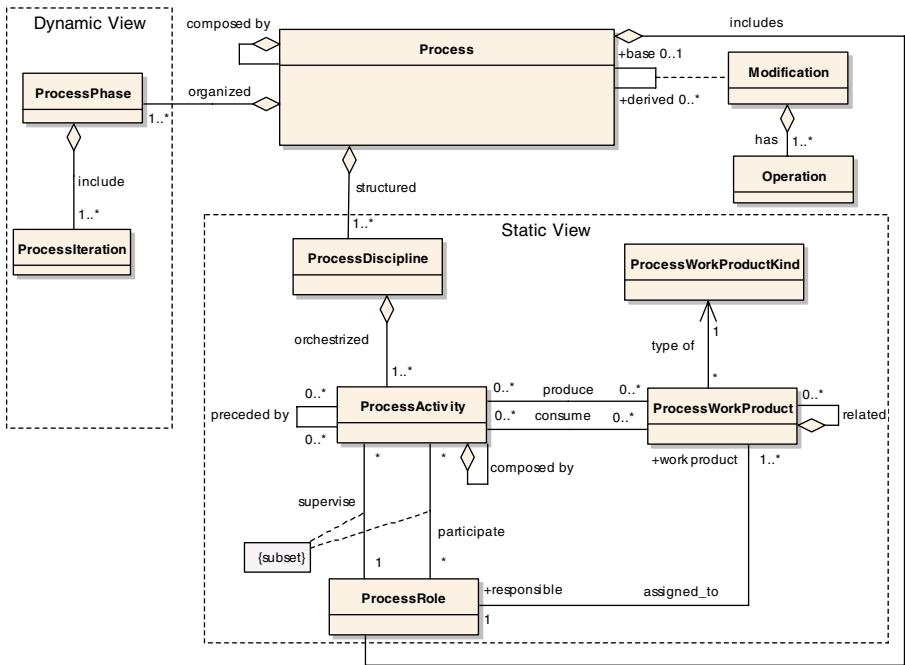 Dynamic View
composed by
Process
includes
+base 0..1
Modification
ProcessPhase
organized
1..*
+derived 0..*
has
1..*
Operation
include
1..*
ProcessIteration
structured
1..*
Static View
ProcessDiscipline
ProcessWorkProductKind
orchestrized
1..*
1
type of
*
0..*
preceded by
0..*
ProcessActivity
0..*
produce
0..*
0..*
consume
0..*
ProcessWorkProduct
0..*
related
*
*
composed by
+workproduct
1..*
supervise
participate
{subset}
1
*
ProcessRole
+responsible
1
assigned_to